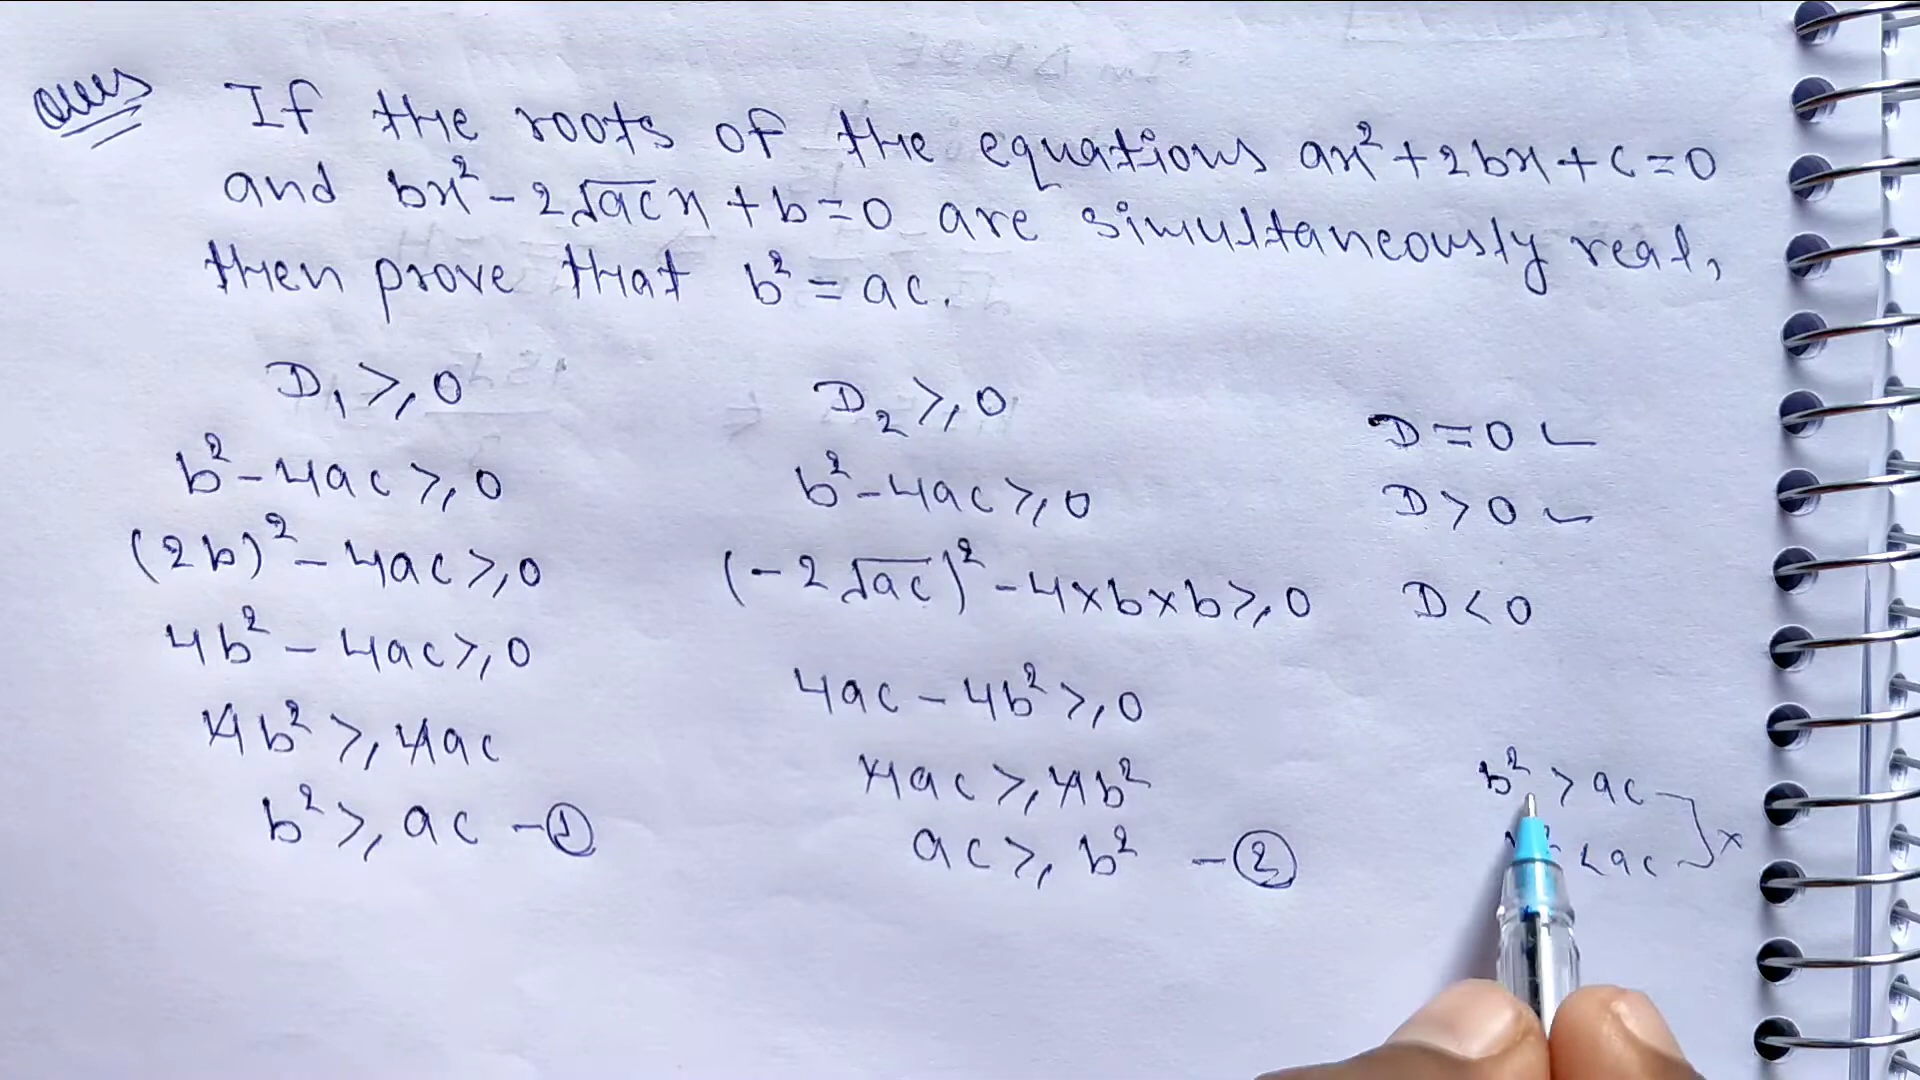 Ques If the roots of the equations ax²+2bx+c=0
and bx²-2√ac x+b=0 are simultaneously real,
then prove that b²=ac.
D₁≥0
b²-4ac≥0
(2b)²-4ac≥0
4b²-4ac≥0
4b²≥4ac
b²≥ac -①
D₂≥0
b²-4ac≥0
(-2√ac)²-4×b×b≥0
4ac-4b²≥0
4ac≥4b²
ac≥b² -②
D=0
D>0
D<0
b²>ac
<ac ×